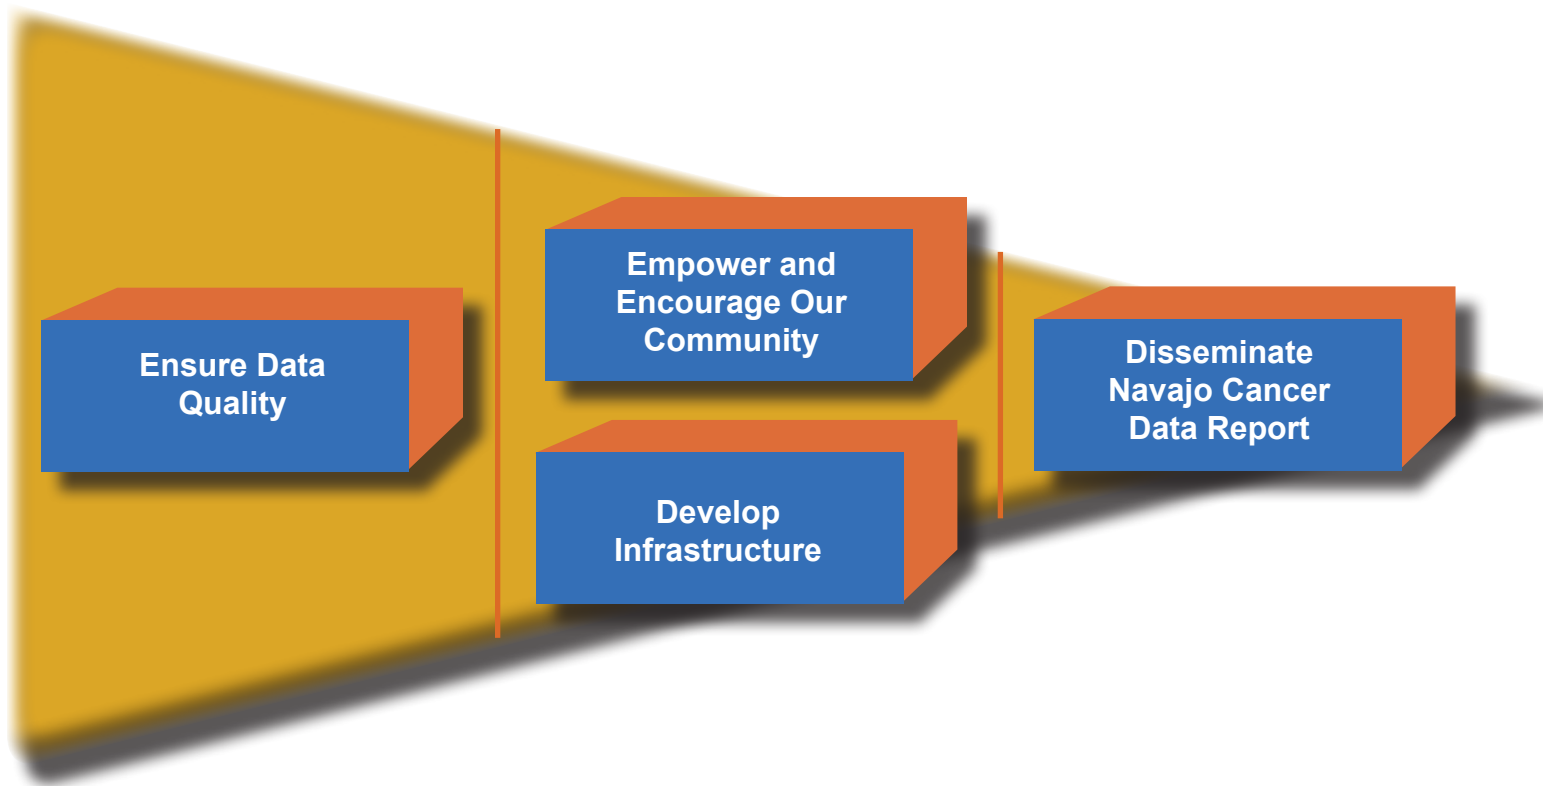 Ensure Data
Quality
Empower and
Encourage Our
Community
Develop
Infrastructure
Disseminate
Navajo Cancer
Data Report